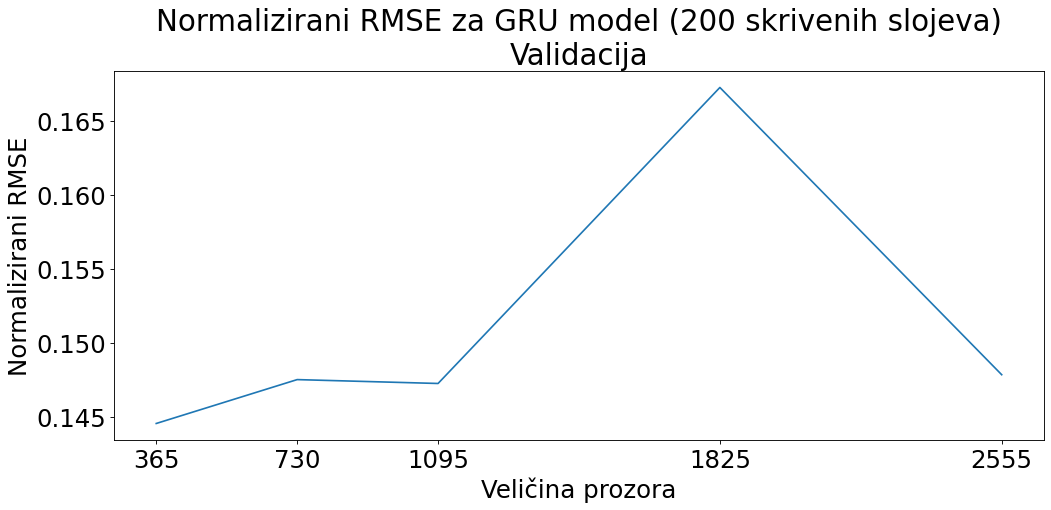 Normalizirani RMSE za GRU model (200 skrivenih slojeva)
Validacija
Normalizirani RMSE
0.165
0.160
0.155
0.150
0.145
365 730 1095 1825 2555
Veličina prozora